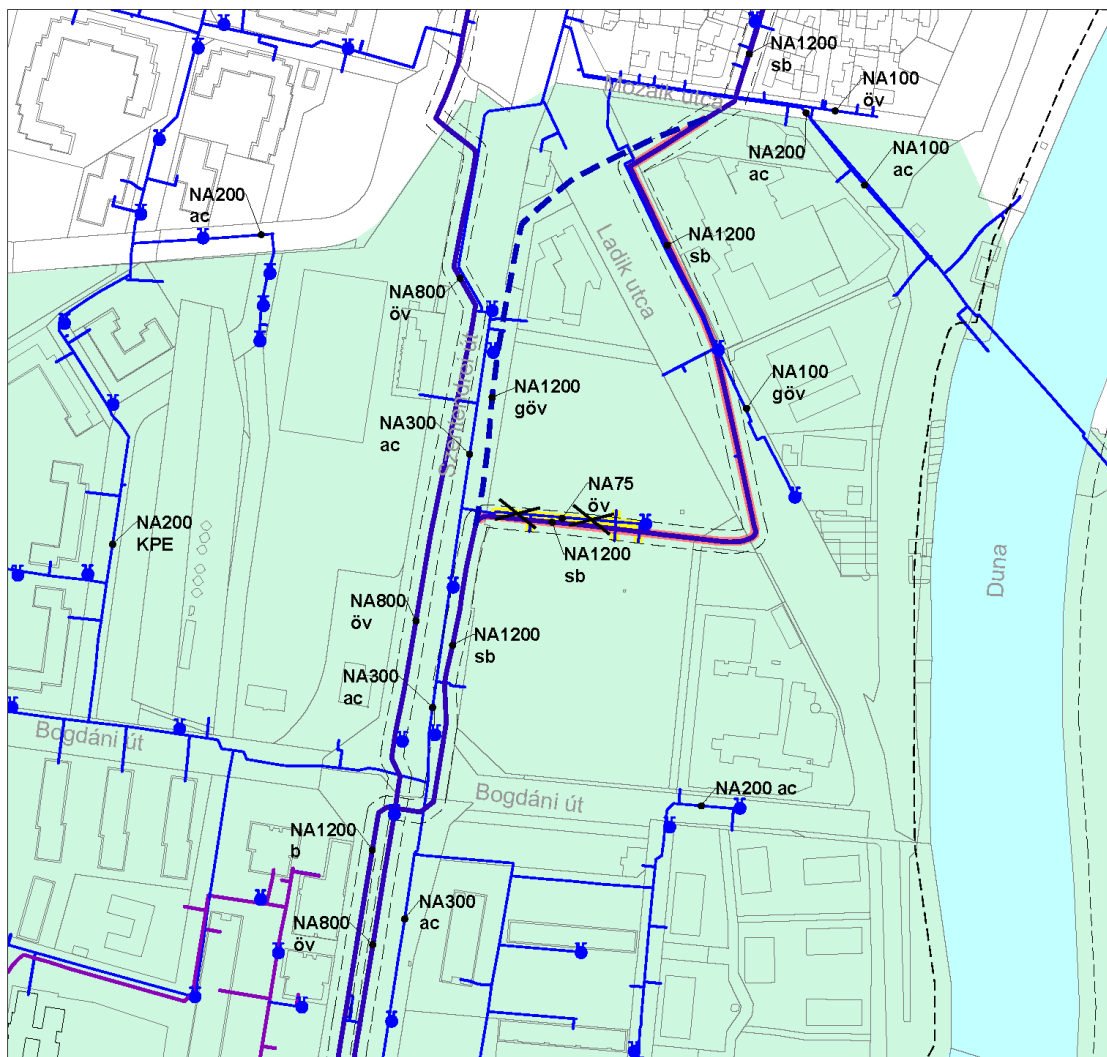 NA1200
sb
NA100
öv
Mozaik utca
NA200
ac
NA100
ac
NA200
ac
NA1200
sb
Ladik utca
NA800
öv
Szentendrei út
NA100
göv
NA1200
göv
NA300
ac
NA75
öv
NA200
KPE
NA1200
sb
Duna
NA800
öv
NA1200
sb
NA300
ac
Bogdáni út
Bogdáni út
NA200 ac
NA1200
b
NA300
ac
NA800
öv